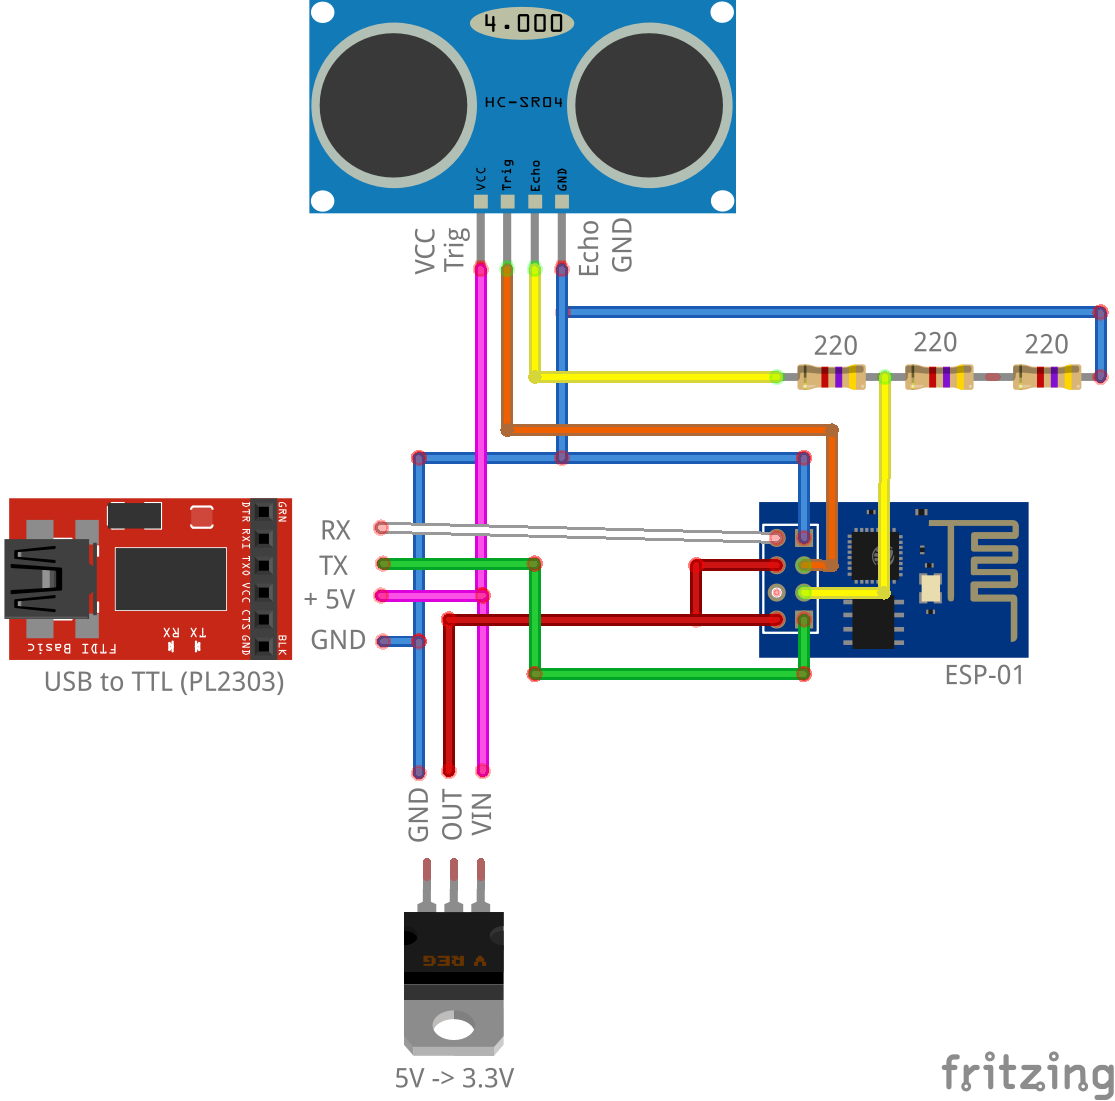 4.000
HC-SR04
VCC
Trig
Echo
GND
VCC
Trig
Echo
GND
220
220
220
RX
TX
+ 5V
GND
DTR
RXI
TXO
VCC
CTS
GND
GRN
BLK
TX
RX
FTDI Basic
USB to TTL (PL2303)
ESP-01
GND
OUT
VIN
V REG
5V -> 3.3V
fritzing